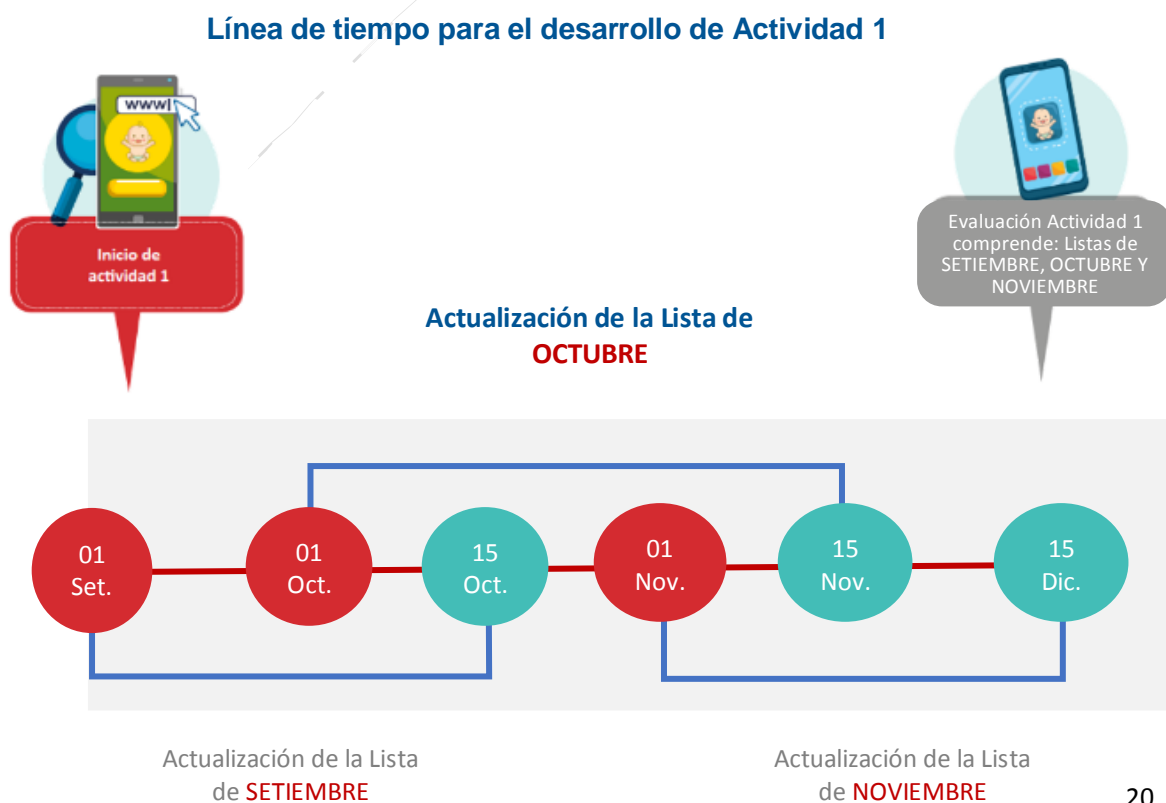 Línea de tiempo para el desarrollo de Actividad 1
www
Inicio de
actividad 1
Evaluación Actividad 1
comprende: Listas de
SETIEMBRE, OCTUBRE Y
NOVIEMBRE
Actualización de la Lista de
OCTUBRE
01
Set.
01
Oct.
15
Oct.
01
Nov.
15
Nov.
15
Dic.
Actualización de la Lista
de SETIEMBRE
Actualización de la Lista
de NOVIEMBRE
20